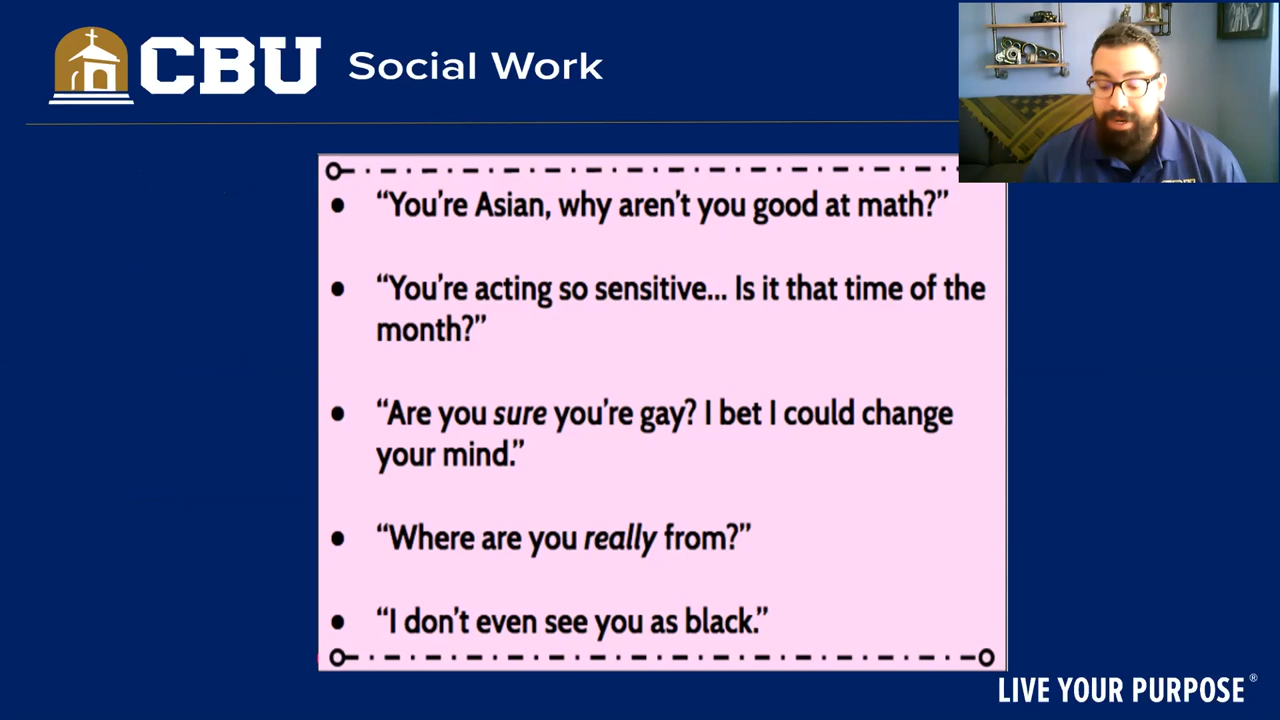 CBU Social Work
• “You’re Asian, why aren’t you good at math?”
• “You’re acting so sensitive... Is it that time of the
month?”
• “Are you sure you’re gay? I bet I could change
your mind.”
• “Where are you really from?”
• “I don’t even see you as black.”
LIVE YOUR PURPOSE®